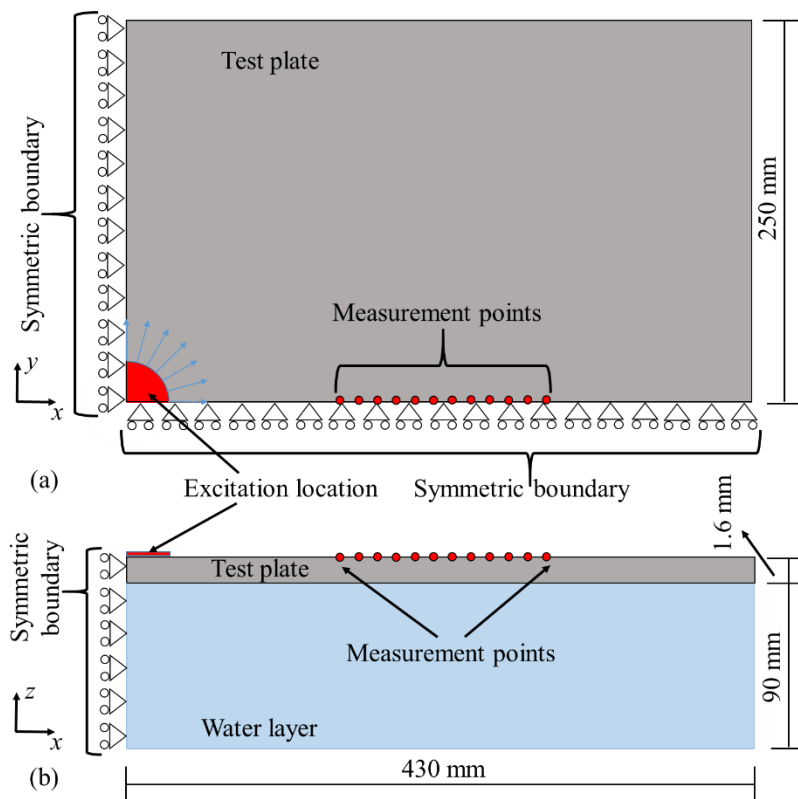 Test plate
Symmetric boundary
250 mm
Measurement points
y
x
(a)
Excitation location
Symmetric boundary
1.6 mm
Symmetric
boundary
Test plate
Measurement points
90 mm
z
x
Water layer
(b)
430 mm